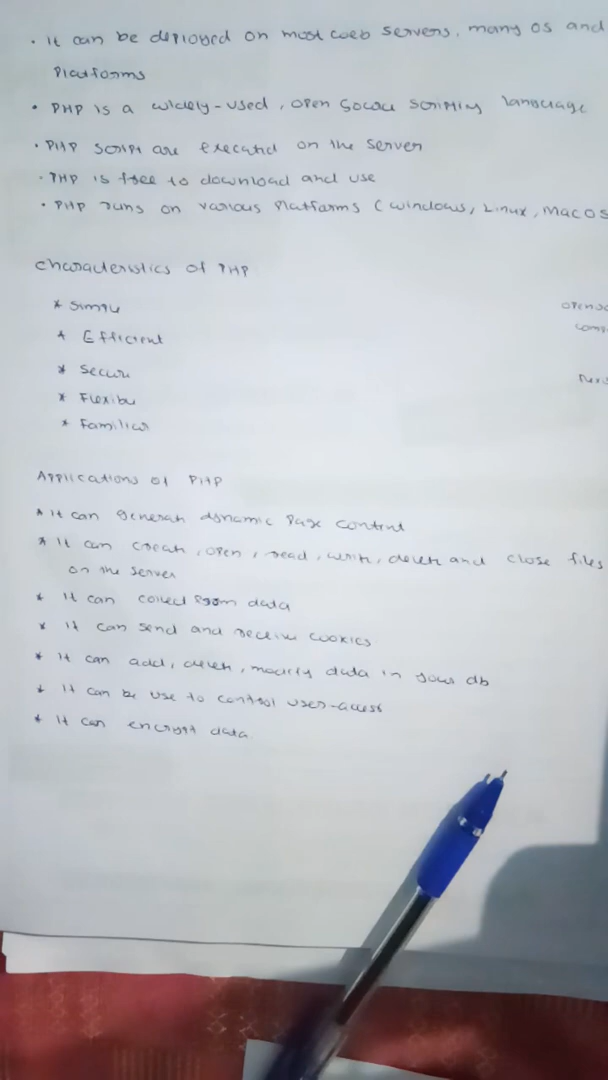 • It can be deployed on most web servers, many OS and
Platforms
• PHP is a widely-used, open source scripting language
• PHP script are executed on the server
• PHP is free to download and use
• PHP runs on various Platforms (windows, Linux, MacOS
Characteristics of PHP
* Simple
* Efficient
* Secure
* Flexible
* Familiar
Applications of PHP
* It can generate dynamic Page content
* It can create, open, read, write, delete and close files
on the server
* It can collect data
* It can send and receive cookies
* It can add, delete, modify data in your db
* It can be use to control user-access
* It can encrypt data